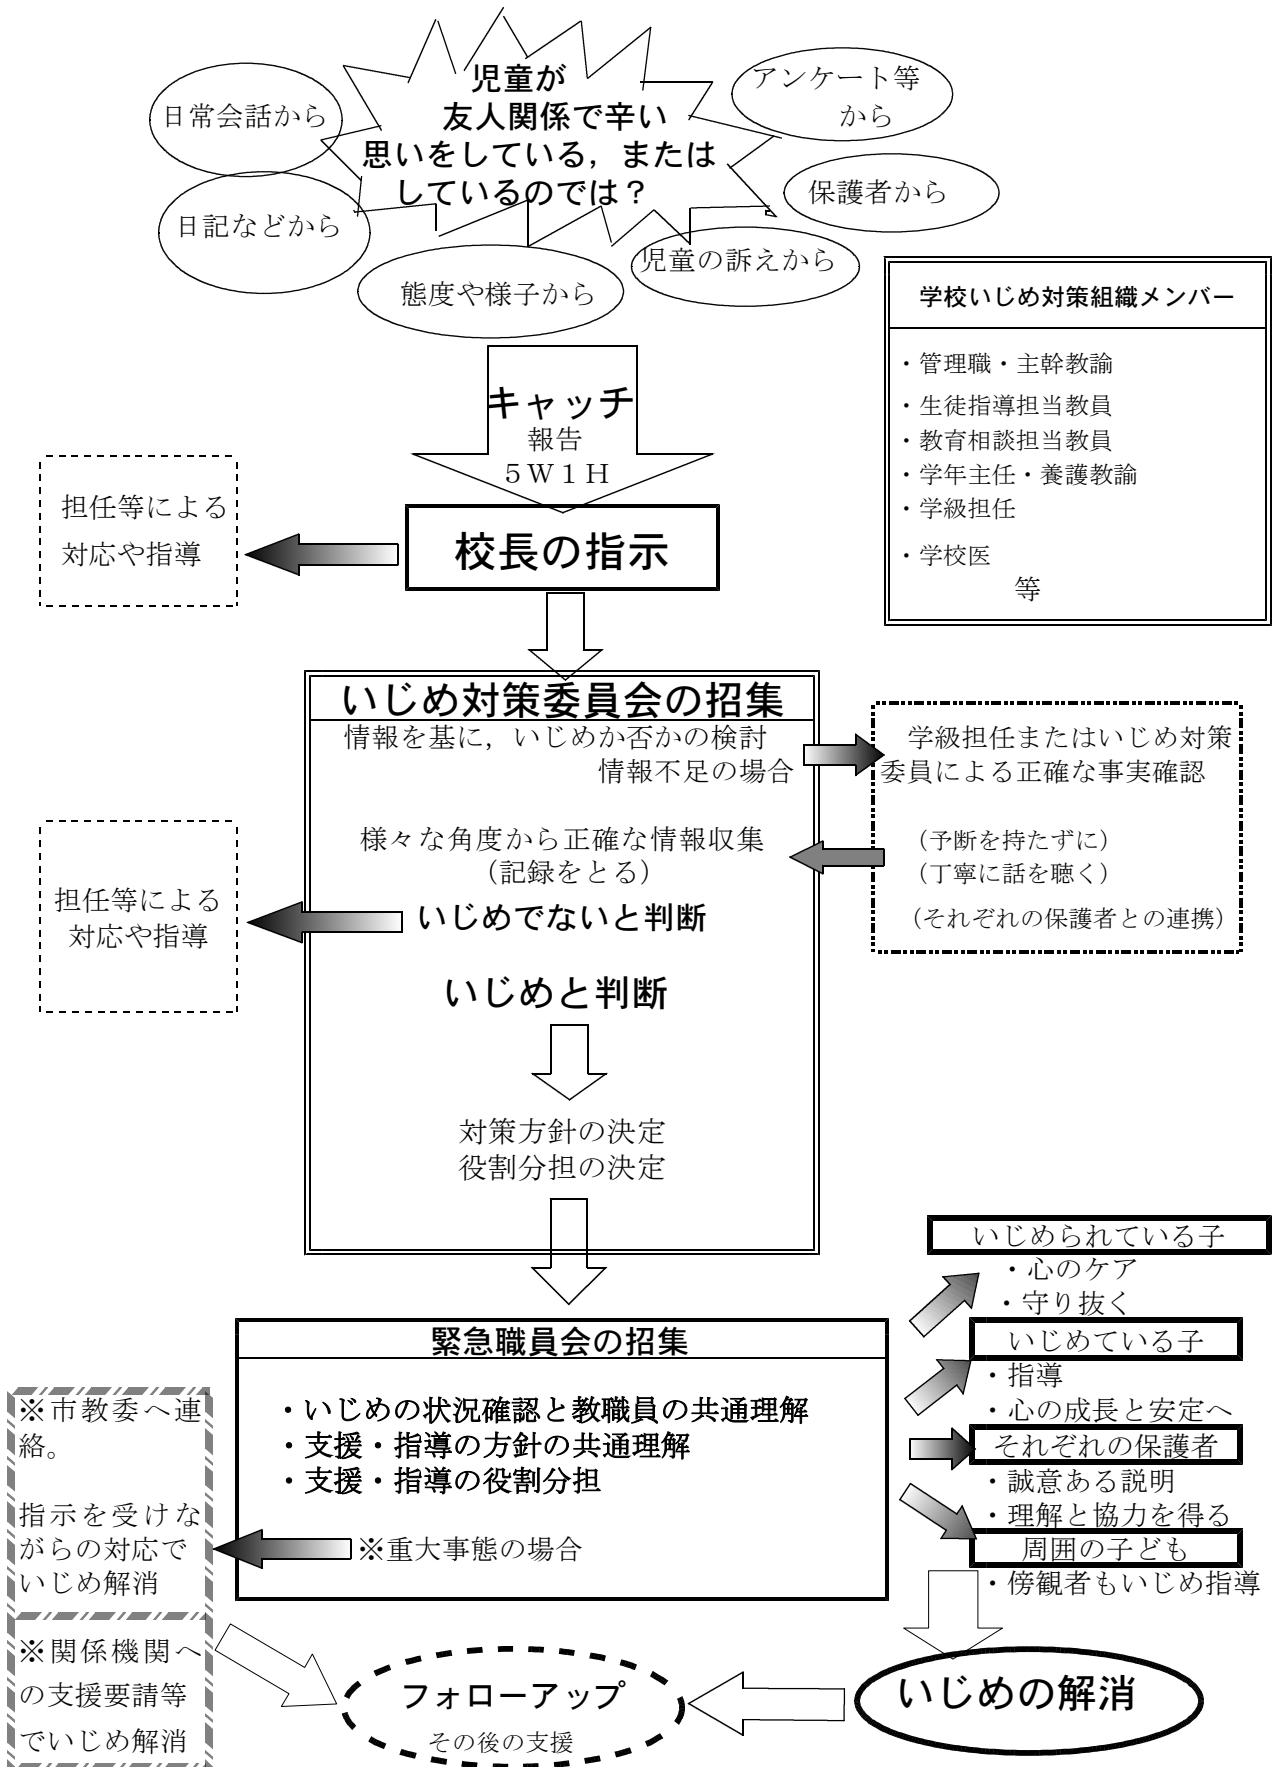 児童が
友人関係で辛い
思いをしている，または
しているのでは？
日常会話から
アンケート等
から
日記などから
保護者から
態度や様子から
児童の訴えから
学校いじめ対策組織メンバー
・管理職・主幹教諭
・生徒指導担当教員
・教育相談担当教員
・学年主任・養護教諭
・学級担任
・学校医
等
キャッチ
報告
５Ｗ１Ｈ
担任等による
対応や指導
校長の指示
いじめ対策委員会の招集
情報を基に，いじめか否かの検討
情報不足の場合
学級担任またはいじめ対策
委員による正確な事実確認
（予断を持たずに）
（丁寧に話を聴く）
（それぞれの保護者との連携）
様々な角度から正確な情報収集
（記録をとる）
担任等による
対応や指導
いじめでないと判断
いじめと判断
対策方針の決定
役割分担の決定
緊急職員会の招集
・いじめの状況確認と教職員の共通理解
・支援・指導の方針の共通理解
・支援・指導の役割分担
※重大事態の場合
いじめられている子
・心のケア
・守り抜く
いじめている子
・指導
・心の成長と安定へ
それぞれの保護者
・誠意ある説明
・理解と協力を得る
周囲の子ども
・傍観者もいじめ指導
※市教委へ連
絡。
指示を受けな
がらの対応で
いじめ解消
※関係機関へ
の支援要請等
でいじめ解消
フォローアップ
その後の支援
いじめの解消